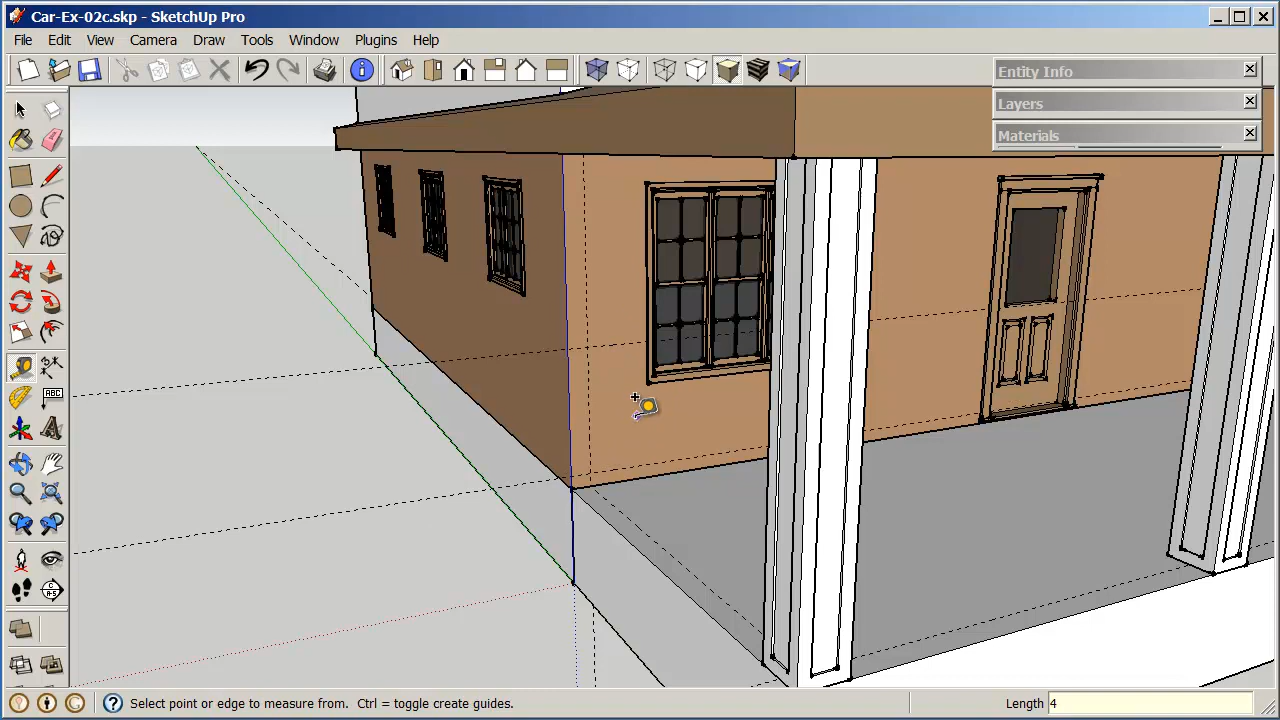 Car-Ex-02c.skp - SketchUp Pro
File Edit View Camera Draw Tools Window Plugins Help
Entity Info
Layers
Materials
ABC
Select point or edge to measure from. Ctrl = toggle create guides.
Length 4